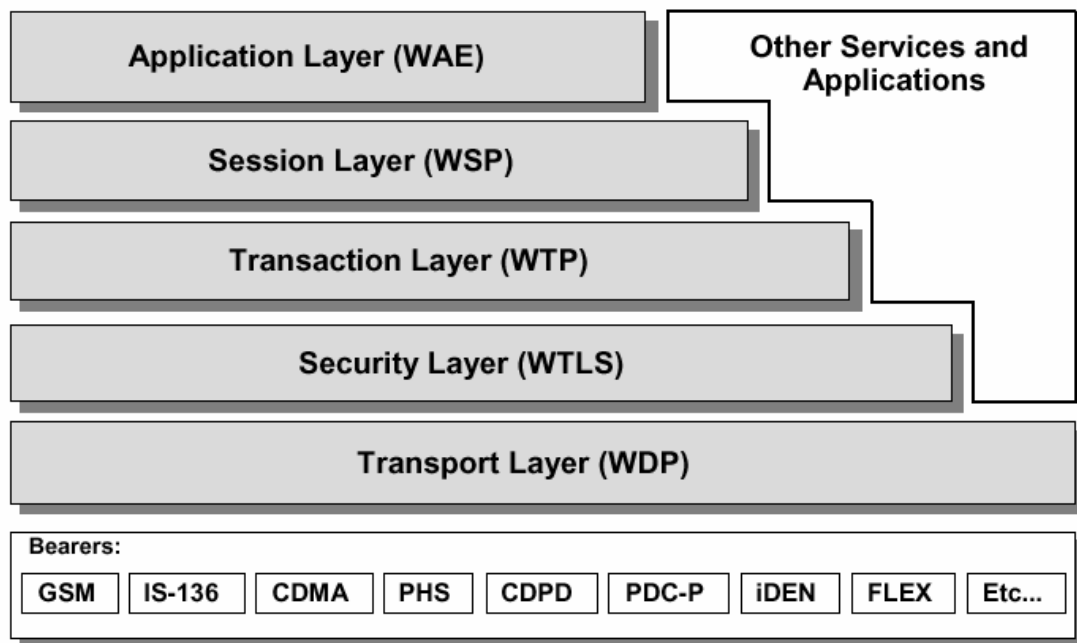 Application Layer (WAE)
Other Services and
Applications
Session Layer (WSP)
Transaction Layer (WTP)
Security Layer (WTLS)
Transport Layer (WDP)
Bearers:
GSM IS-136 CDMA PHS CDPD PDC-P iDEN FLEX Etc...